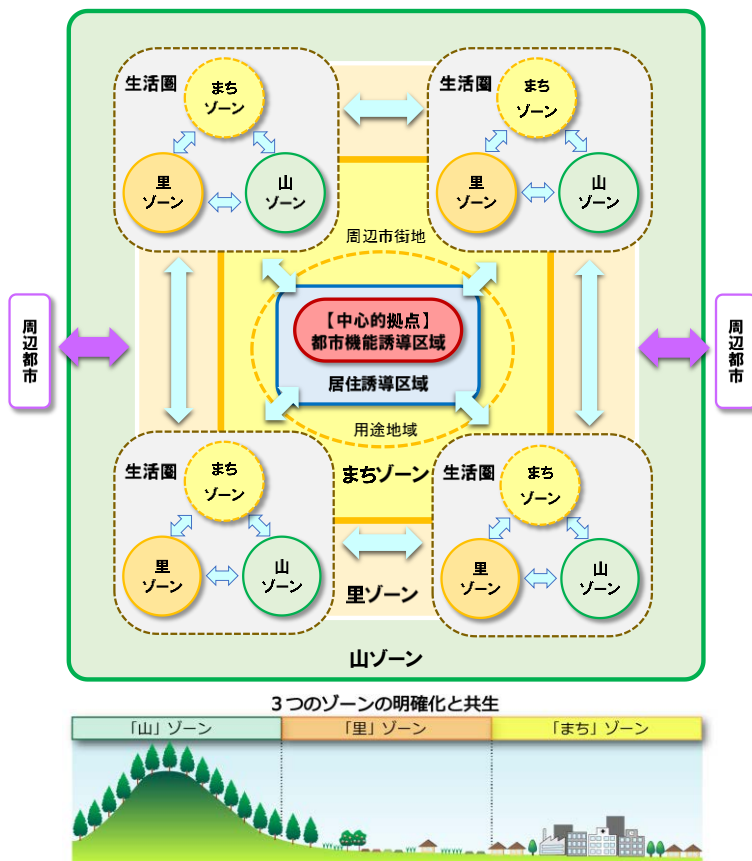 生活圏
まち
ゾーン
里
ゾーン
山
ゾーン
生活圏
まち
ゾーン
里
ゾーン
山
ゾーン
周辺市街地
【中心的拠点】
都市機能誘導区域
居住誘導区域
用途地域
まちゾーン
周辺都市
周辺都市
生活圏
まち
ゾーン
里
ゾーン
山
ゾーン
生活圏
まち
ゾーン
里
ゾーン
山
ゾーン
里ゾーン
山ゾーン
3つのゾーンの明確化と共生
「山」ゾーン
「里」ゾーン
「まち」ゾーン